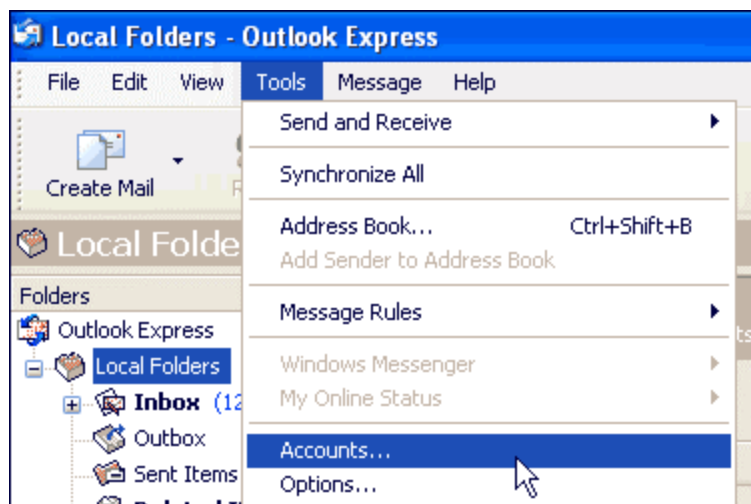 Local Folders - Outlook Express
File Edit View Tools Message Help
Send and Receive
Synchronize All
Create Mail
Address Book... Ctrl+Shift+B
Local Folde
Add Sender to Address Book
Folders
Message Rules
Outlook Express
Local Folders
Windows Messenger
Inbox (12
My Online Status
Outbox
Accounts...
Sent Items
Options...